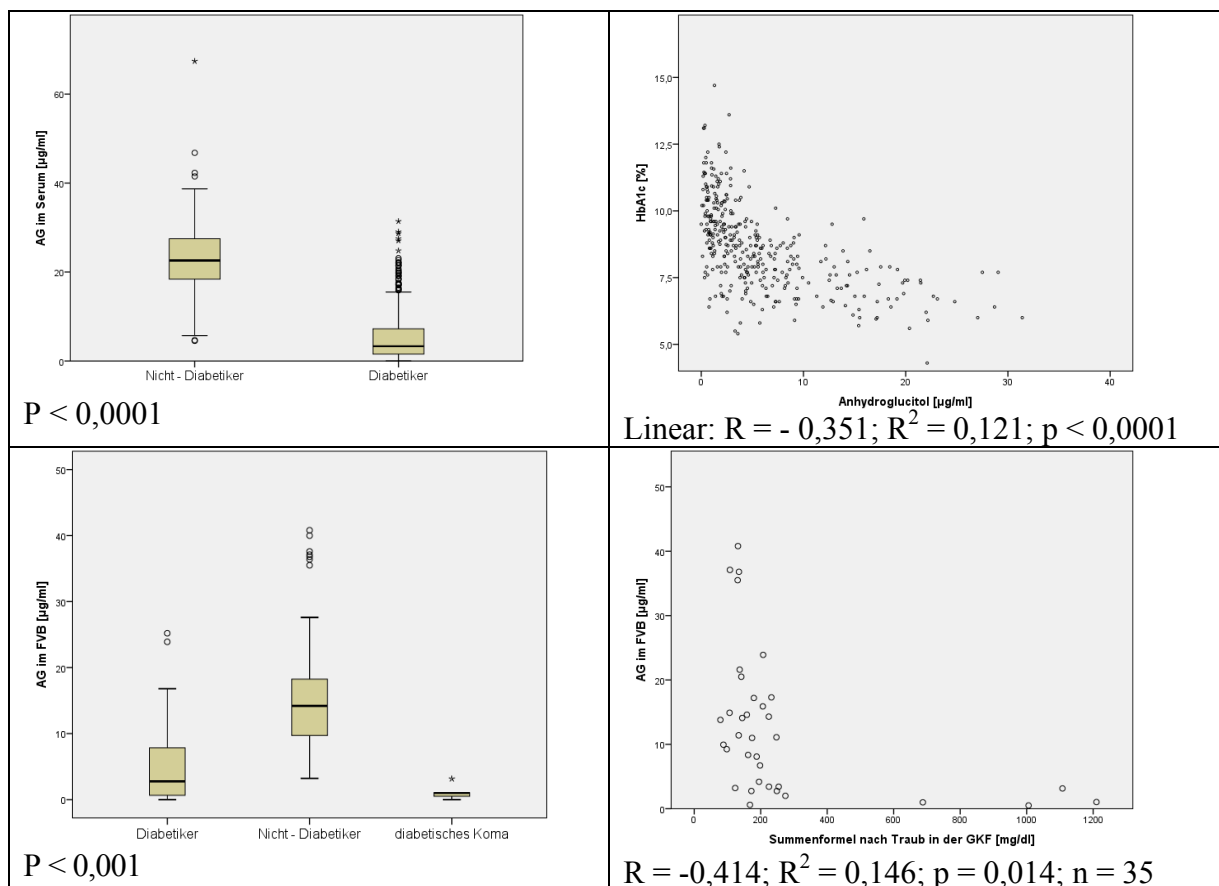 AG im Serum [µg/ml]
60
40
20
0
Nicht - Diabetiker Diabetiker
P < 0,0001
HbA1c [%]
15,0
12,5
10,0
7,5
5,0
0 10 20 30 40
Anhydroglucitol [µg/ml]
Linear: R = - 0,351; R² = 0,121; p < 0,0001
AG im FVB [µg/ml]
50
40
30
20
10
0
Diabetiker Nicht - Diabetiker diabetisches Koma
P < 0,001
AG im FVB [µg/ml]
50
40
30
20
10
0
0 200 400 600 800 1000 1200
Summenformel nach Traub in der GKF [mg/dl]
R = -0,414; R² = 0,146; p = 0,014; n = 35